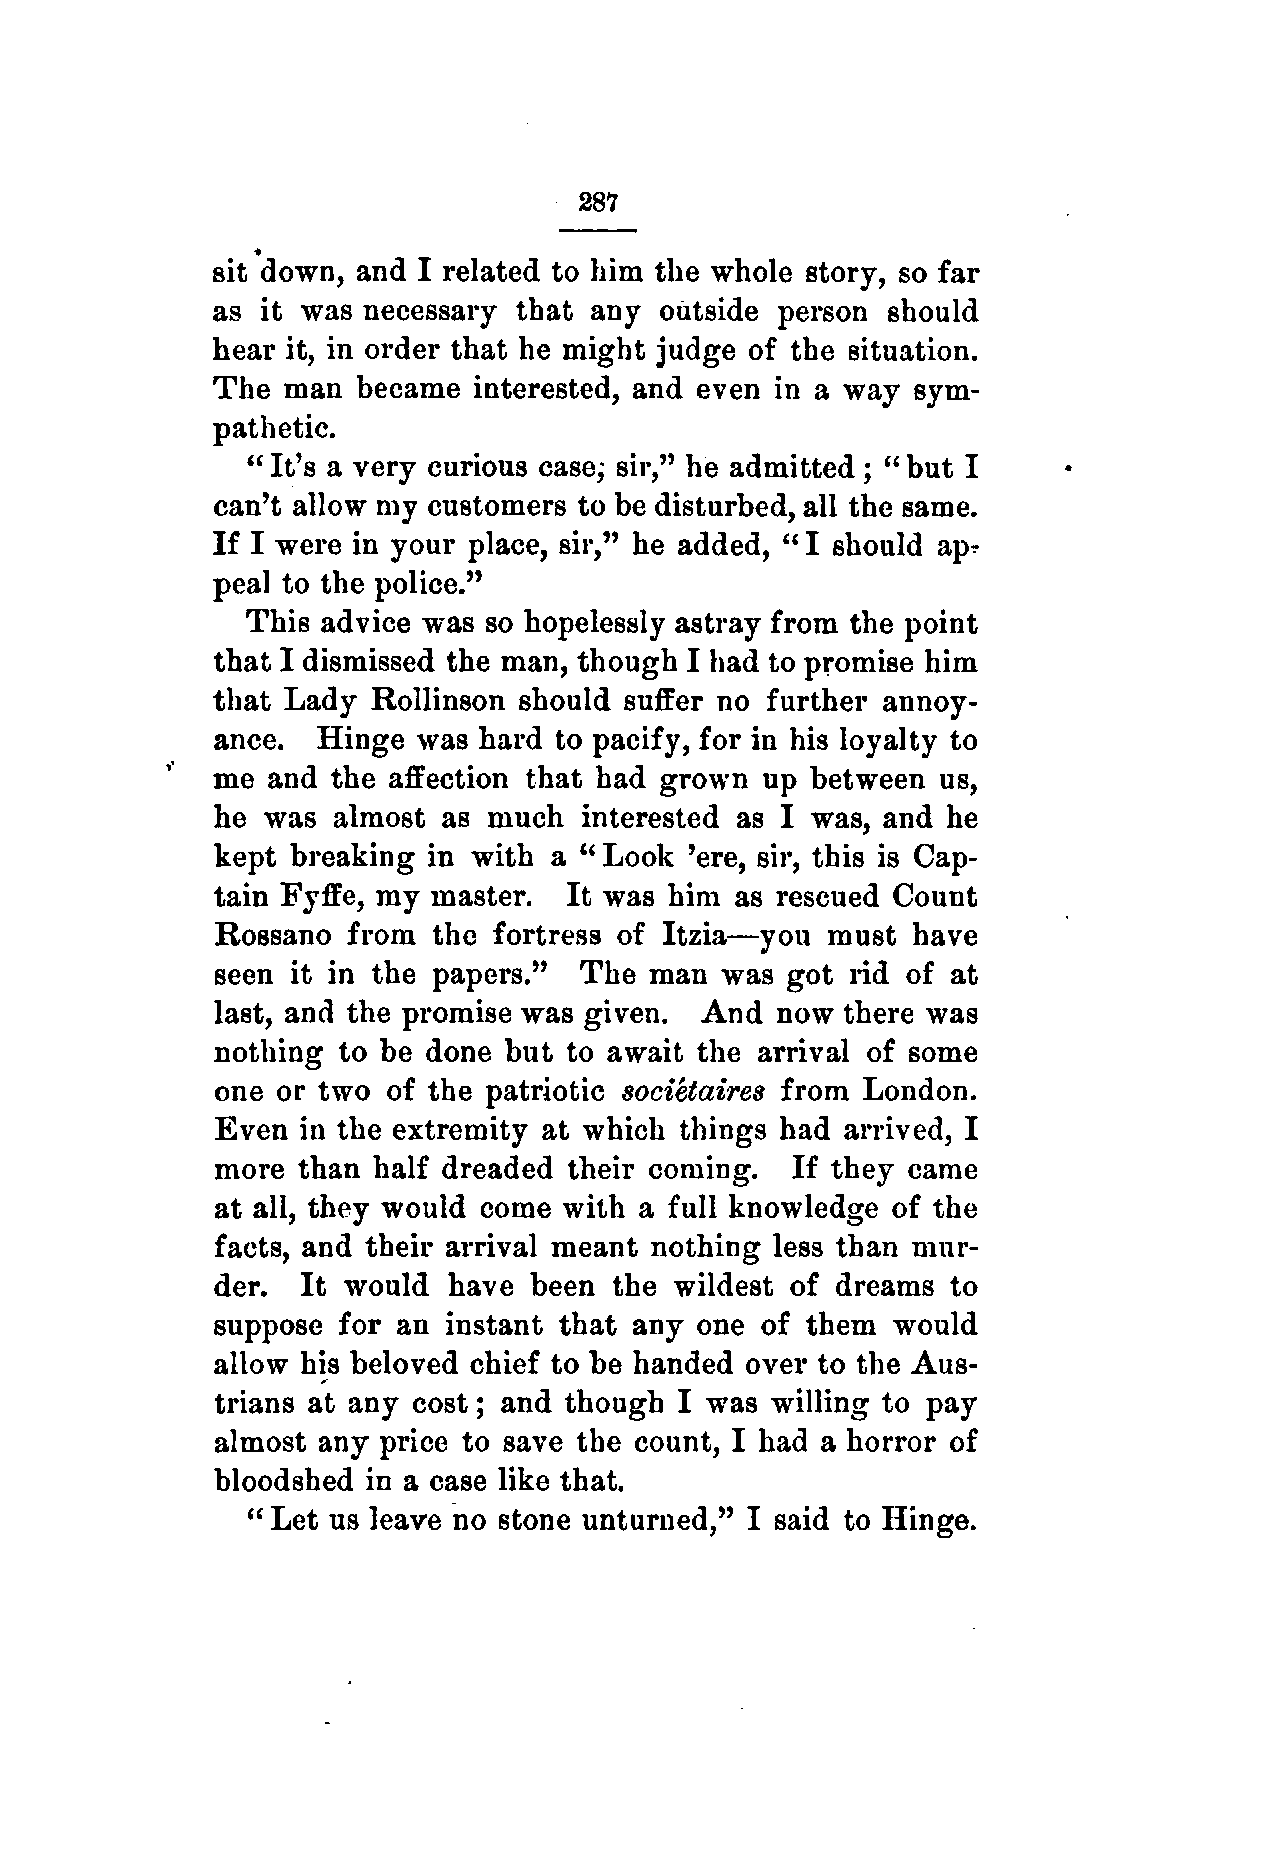 287
sit down, and I related to him the whole story, so far
as it was necessary that any outside person should
hear it, in order that he might judge of the situation.
The man became interested, and even in a way sym-
pathetic.
“It’s a very curious case, sir,” he admitted; “but I
can’t allow my customers to be disturbed, all the same.
If I were in your place, sir,” he added, “I should ap-
peal to the police.”
This advice was so hopelessly astray from the point
that I dismissed the man, though I had to promise him
that Lady Rollinson should suffer no further annoy-
ance. Hinge was hard to pacify, for in his loyalty to
me and the affection that had grown up between us,
he was almost as much interested as I was, and he
kept breaking in with a “Look ’ere, sir, this is Cap-
tain Fyffe, my master. It was him as rescued Count
Rossano from the fortress of Itzia—you must have
seen it in the papers.” The man was got rid of at
last, and the promise was given. And now there was
nothing to be done but to await the arrival of some
one or two of the patriotic sociètaires from London.
Even in the extremity at which things had arrived, I
more than half dreaded their coming. If they came
at all, they would come with a full knowledge of the
facts, and their arrival meant nothing less than mur-
der. It would have been the wildest of dreams to
suppose for an instant that any one of them would
allow his beloved chief to be handed over to the Aus-
trians at any cost; and though I was willing to pay
almost any price to save the count, I had a horror of
bloodshed in a case like that.
“Let us leave no stone unturned,” I said to Hinge.